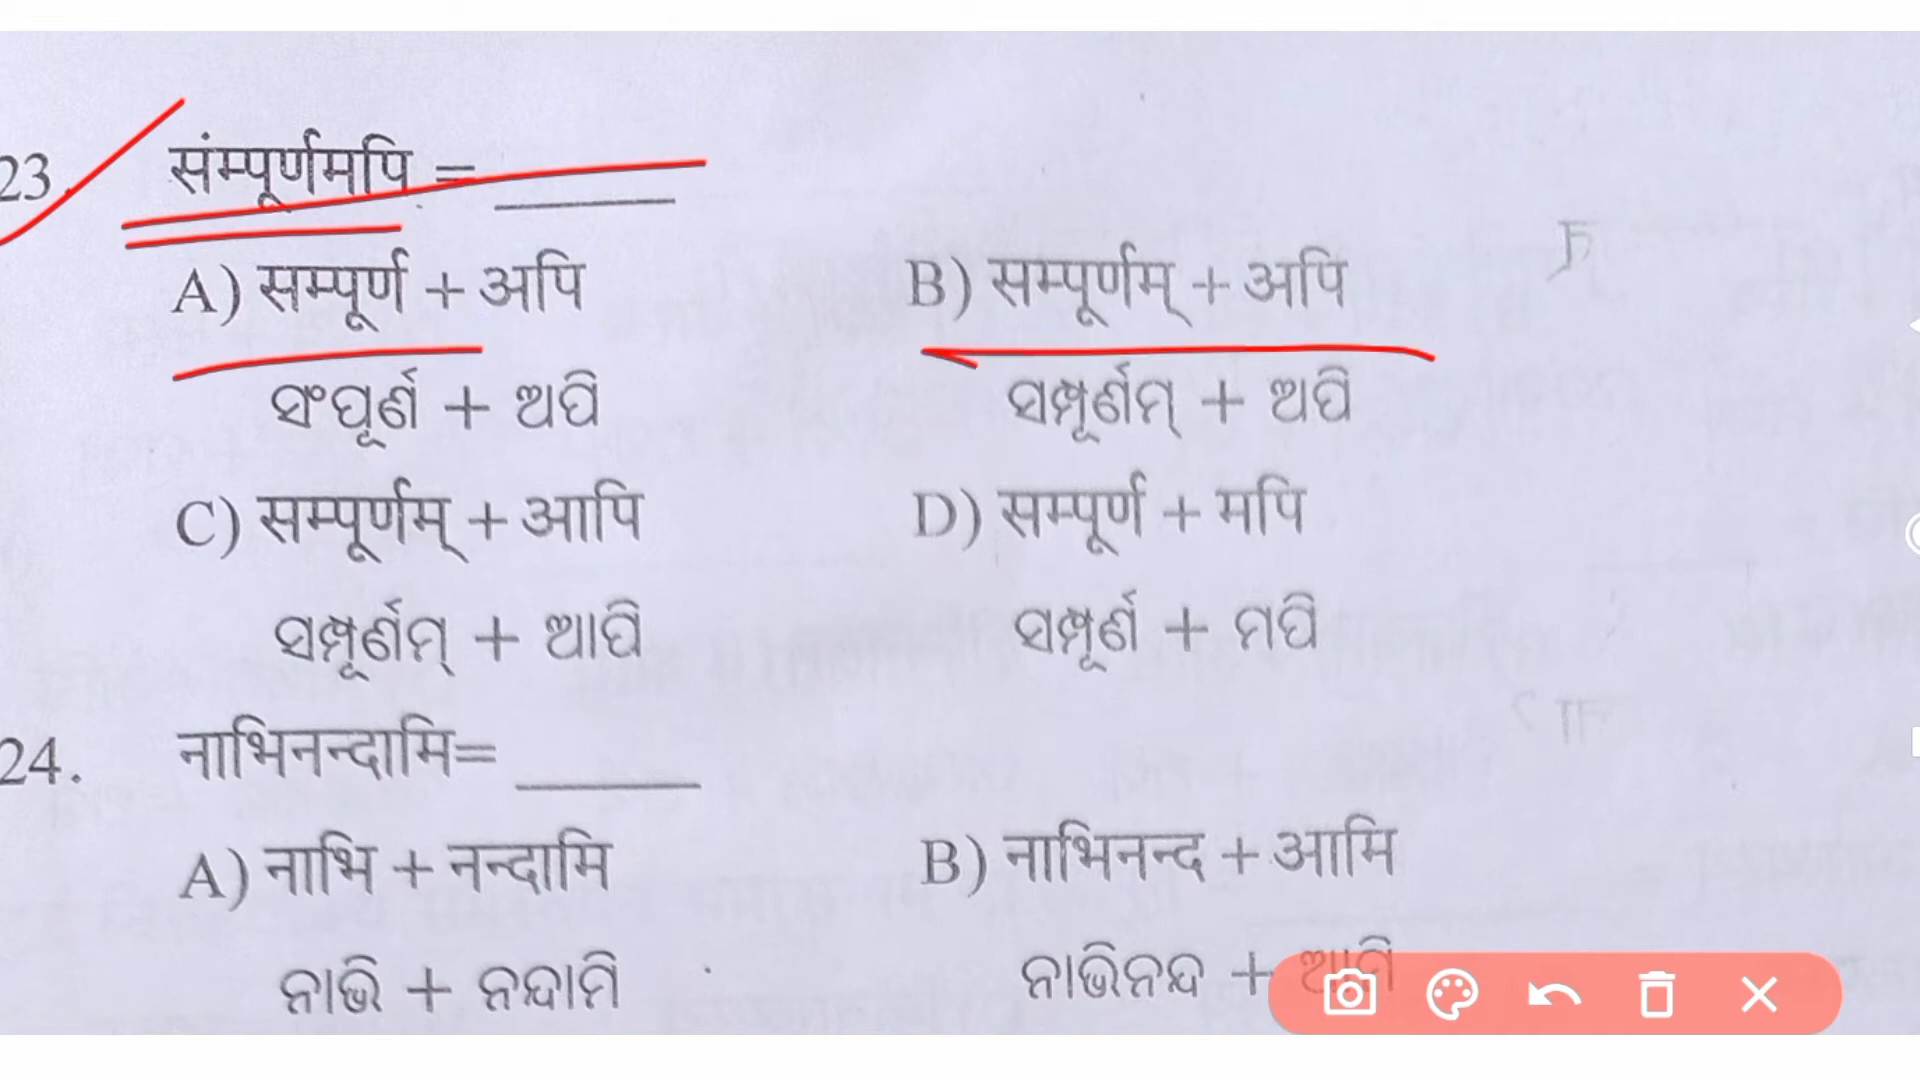 23. संम्पूर्णमपि = ______
A) सम्पूर्ण + अपि B) सम्पूर्णम् + अपि
ସଂପୂର୍ଣ + ଅପି ସମ୍ପୂର୍ଣମ୍ + ଅପି
C) सम्पूर्णम् + आपि D) सम्पूर्ण + मपि
ସମ୍ପୂର୍ଣମ୍ + ଆପି ସମ୍ପୂର୍ଣ + ମପି
24. नाभिनन्दामि= ______
A) नाभि + नन्दामि B) नाभिनन्द + आमि
ନାଭି + ନନ୍ଦାମି ନାଭିନନ୍ଦ + ଆମି